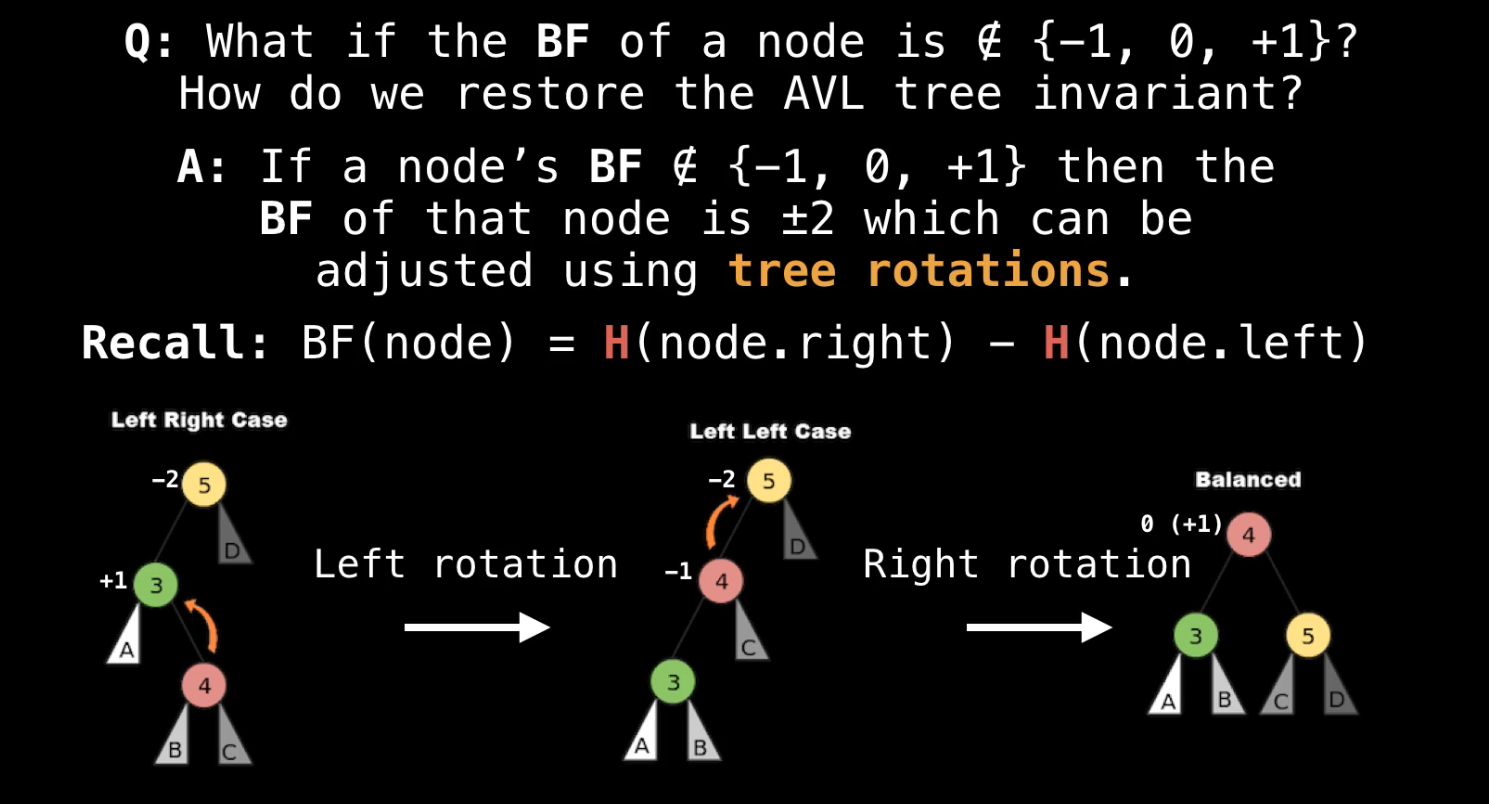 Q: What if the BF of a node is ∉ {−1, 0, +1}?
How do we restore the AVL tree invariant?
A: If a node’s BF ∉ {−1, 0, +1} then the
BF of that node is ±2 which can be
adjusted using tree rotations.
Recall: BF(node) = H(node.right) − H(node.left)
Left Right Case
−2 5
D
+1 3
A
4
B C
Left rotation
Left Left Case
−2 5
D
−1 4
C
3
A B
Right rotation
Balanced
0 (+1) 4
3 5
A B C D